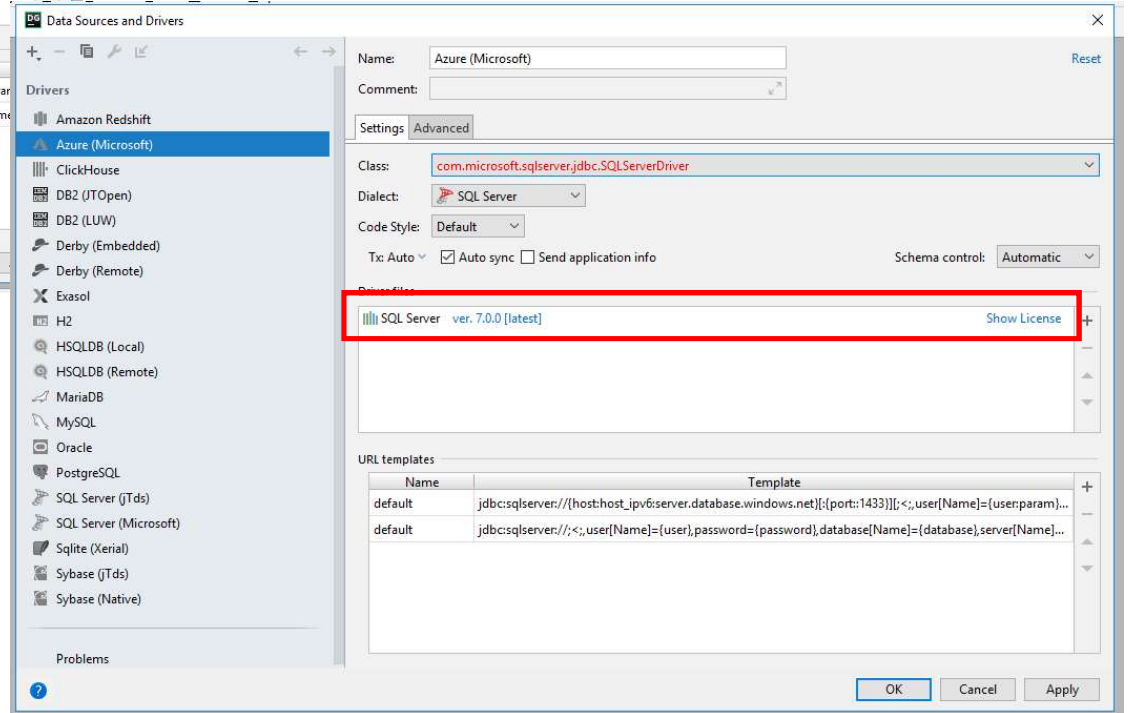 DG Data Sources and Drivers
Name: Azure (Microsoft) Reset
Comment:
Drivers
Amazon Redshift
Azure (Microsoft)
ClickHouse
DB2 (JTOpen)
DB2 (LUW)
Derby (Embedded)
Derby (Remote)
Exasol
H2
HSQLDB (Local)
HSQLDB (Remote)
MariaDB
MySQL
Oracle
PostgreSQL
SQL Server (jTds)
SQL Server (Microsoft)
Sqlite (Xerial)
Sybase (jTds)
Sybase (Native)
Problems
Settings Advanced
Class: com.microsoft.sqlserver.jdbc.SQLServerDriver
Dialect: SQL Server
Code Style: Default
Tx: Auto Auto sync Send application info Schema control: Automatic
Driver files
SQL Server ver. 7.0.0 [latest] Show License
URL templates
Name Template
default jdbc:sqlserver://{host:host_ipv6:server.database.windows.net}[:{port::1433}][;<;,user[Name]={user:param}...
default jdbc:sqlserver://;<;,user[Name]={user},password={password},database[Name]={database},server[Name]...
OK Cancel Apply